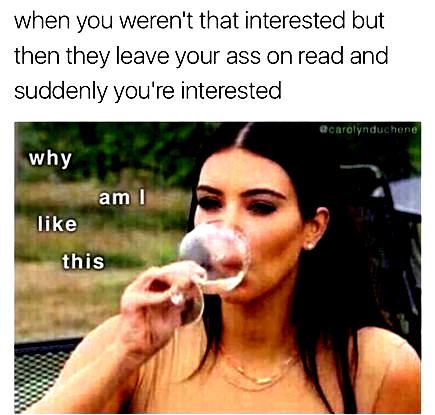 when you weren't that interested but
then they leave your ass on read and
suddenly you're interested
@carolynduchene
why
am I
like
this